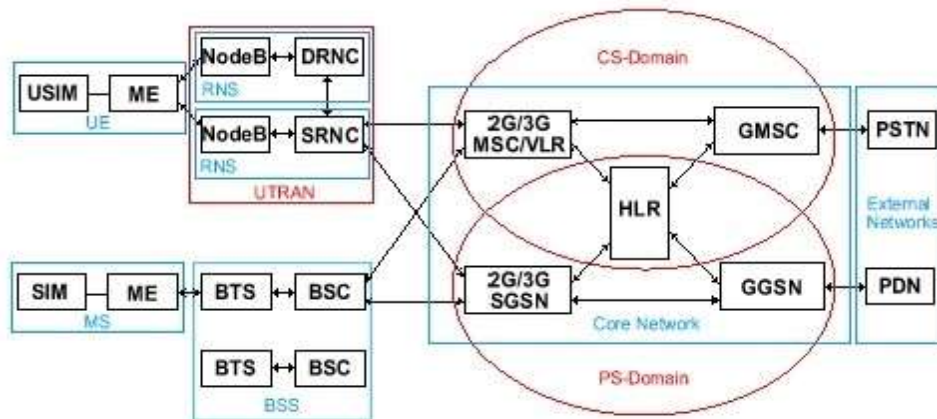 NodeB
DRNC
RNS
USIM
ME
UE
NodeB
SRNC
RNS
UTRAN
CS-Domain
2G/3G
MSC/VLR
GMSC
PSTN
HLR
External
Networks
SIM
ME
MS
BTS
BSC
2G/3G
SGSN
GGSN
PDN
Core Network
BTS
BSC
BSS
PS-Domain